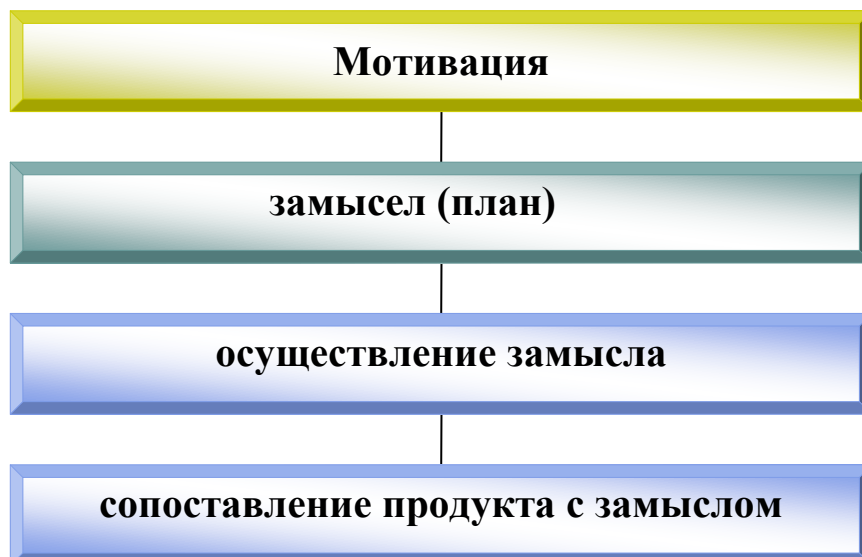 Мотивация
замысел (план)
осуществление замысла
сопоставление продукта с замыслом